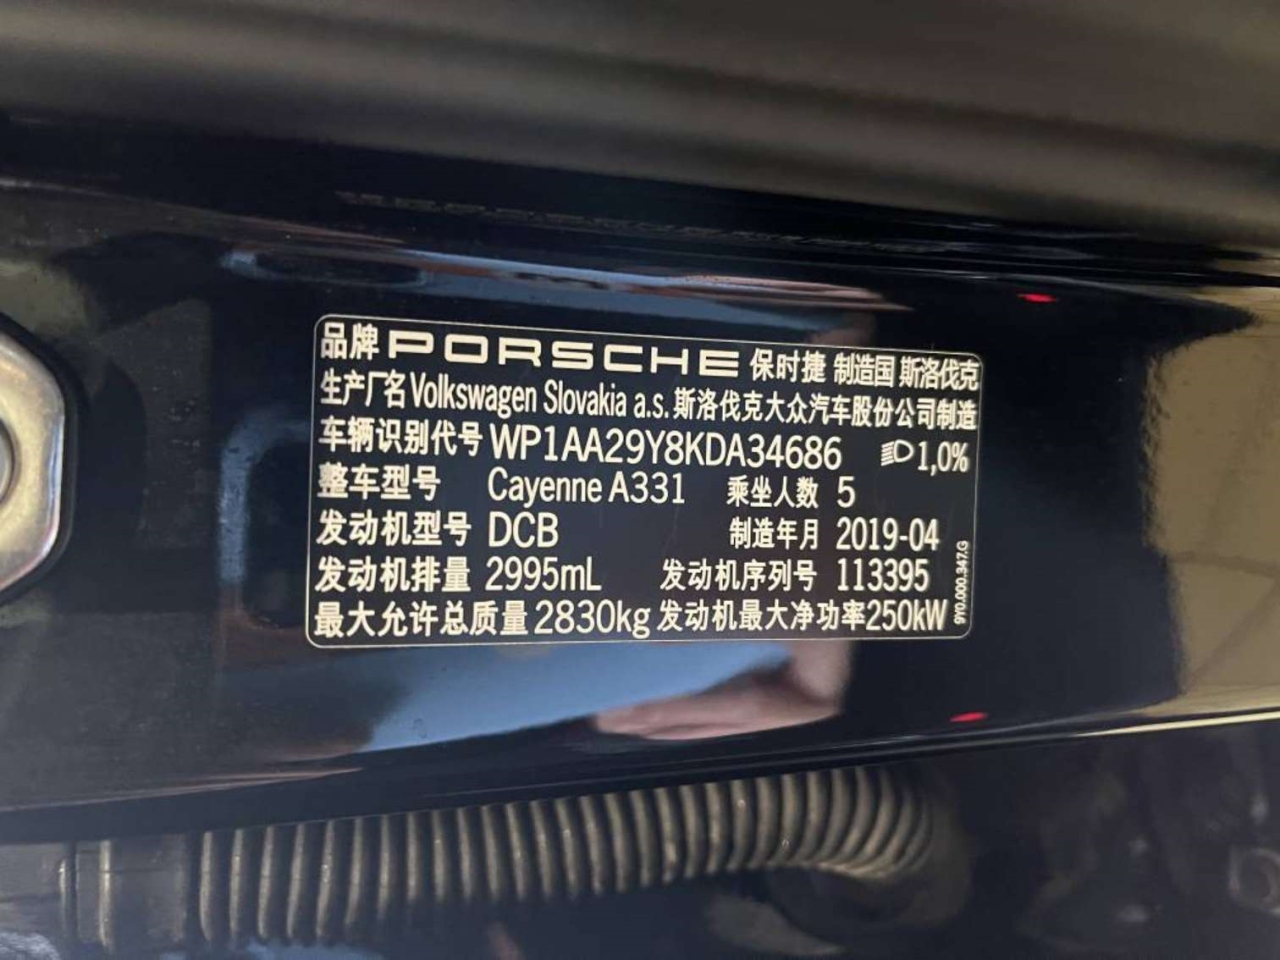 品牌 PORSCHE 保时捷 制造国 斯洛伐克
生产厂名 Volkswagen Slovakia a.s. 斯洛伐克大众汽车股份公司制造
车辆识别代号 WP1AA29Y8KDA34686 1,0%
整车型号 Cayenne A331 乘坐人数 5
发动机型号 DCB 制造年月 2019-04
发动机排量 2995mL 发动机序列号 113395
最大允许总质量 2830kg 发动机最大净功率 250kW
9Y0.000.347.G